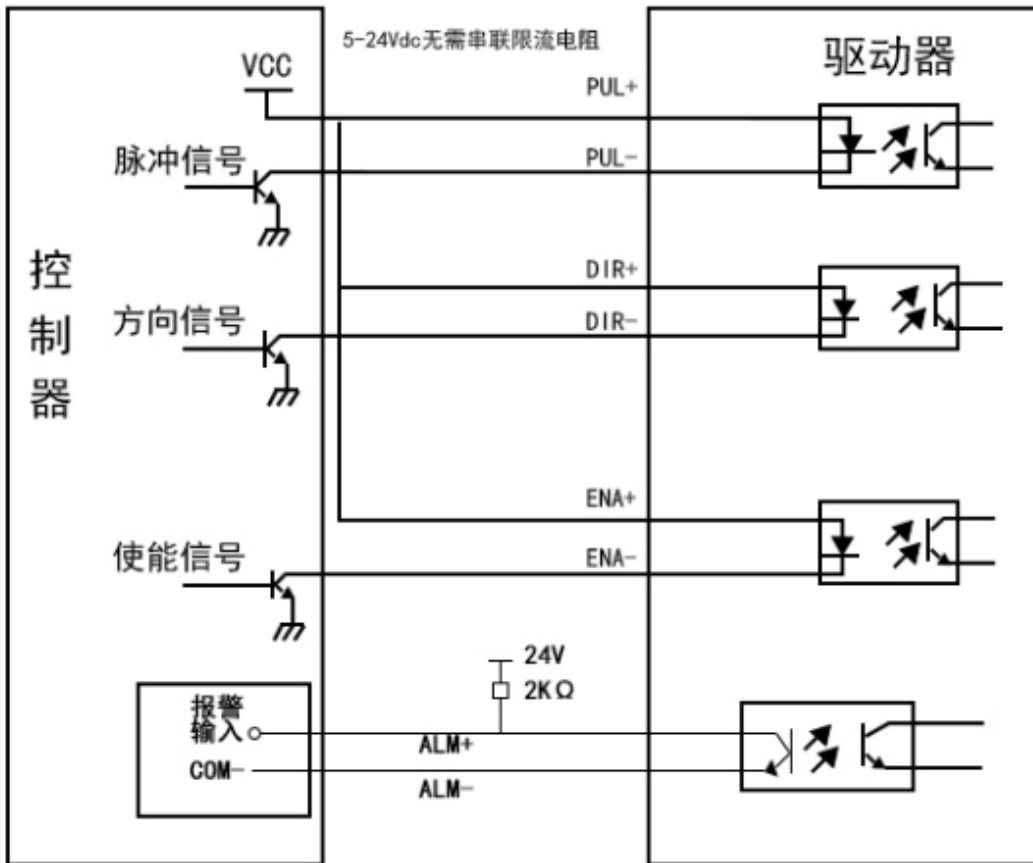 5-24Vdc无需串联限流电阻
驱动器
VCC
PUL+
脉冲信号
PUL-
控制器
DIR+
方向信号
DIR-
ENA+
使能信号
ENA-
24V
2KΩ
报警
输入
ALM+
COM-
ALM-